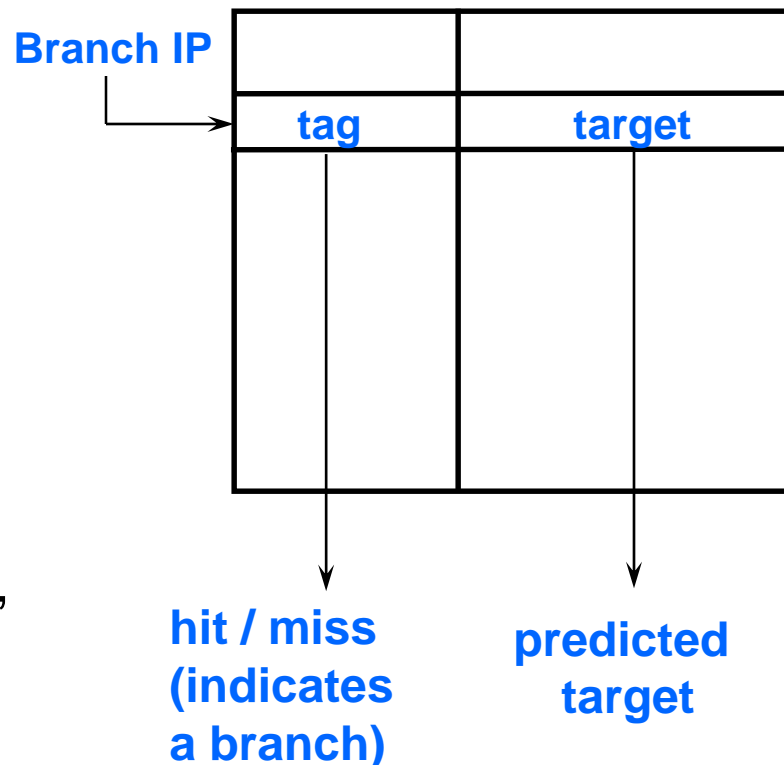 Branch IP
tag target
,
hit / miss
(indicates
a branch)
predicted
target